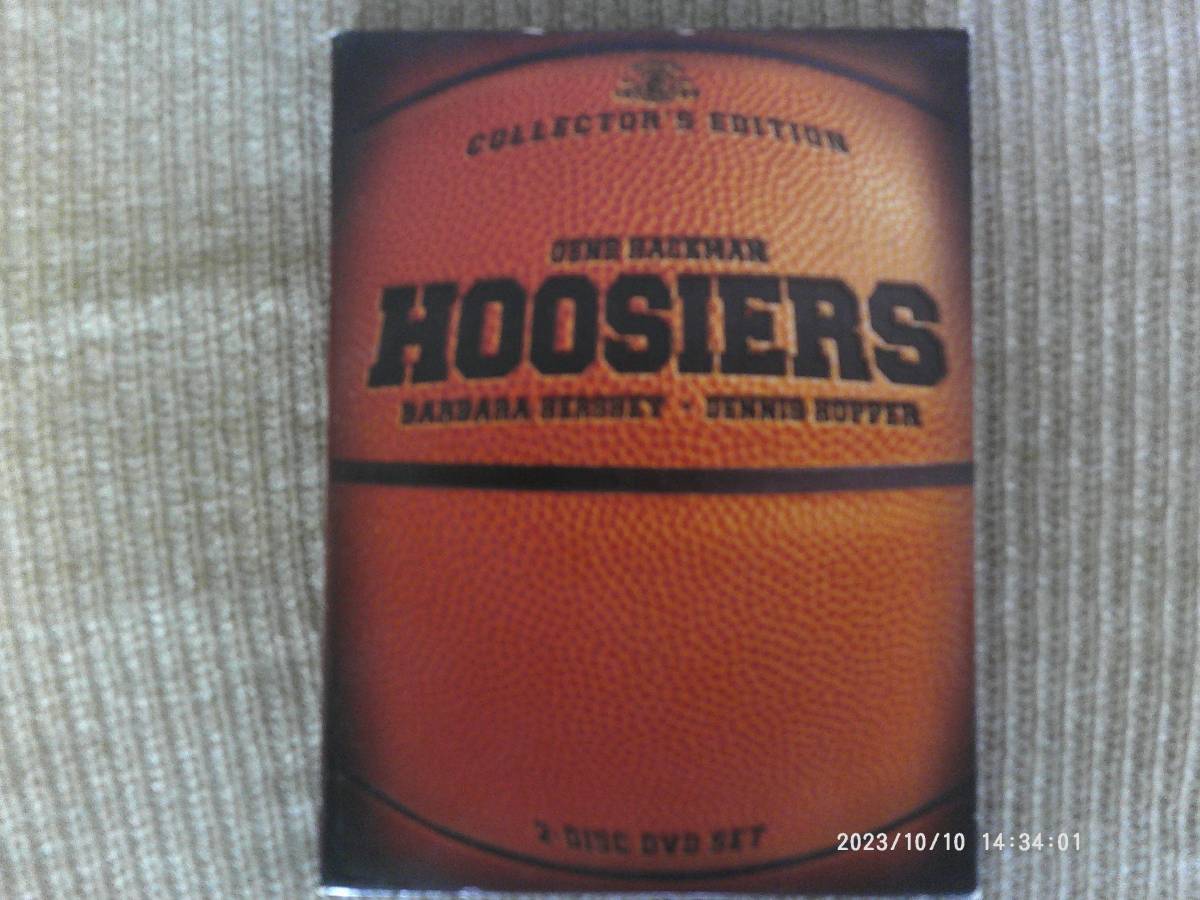 COLLECTOR'S EDITION
GENE HACKMAN
HOOSIERS
BARBARA HERSHEY • DENNIS HOPPER
2-DISC DVD SET
2023/10/10 14:34:01